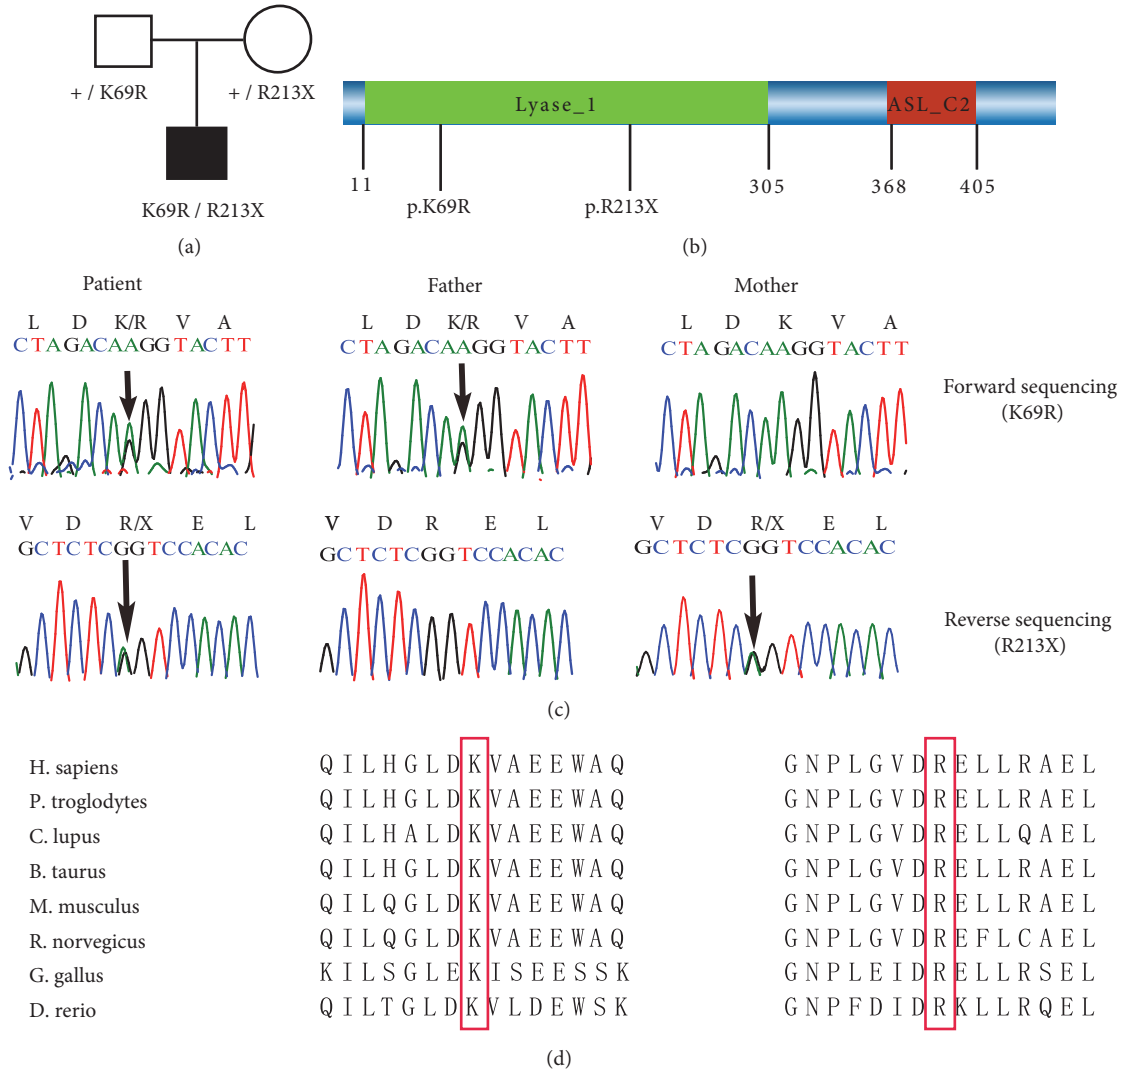 + / K69R
+ / R213X
K69R / R213X
(a)
Lyase_1
ASL_C2
11
305
368
405
p.K69R
p.R213X
(b)
Patient
Father
Mother
L D K/R V A
CTAGACAAGGTACTT
L D K/R V A
CTAGACAAGGTACTT
L D K V A
CTAGACAAGGTACTT
Forward sequencing
(K69R)
V D R/X E L
GCTCTCGGTCCACAC
V D R E L
GCTCTCGGTCCACAC
V D R/X E L
GCTCTCGGTCCACAC
Reverse sequencing
(R213X)
(c)
H. sapiens QILHGLDKVAEEWAQ GNPLGVDRELLRAEL
P. troglodytes QILHGLDKVAEEWAQ GNPLGVDRELLRAEL
C. lupus QILHALDKVAEEWAQ GNPLGVDRELLQAEL
B. taurus QILHGLDKVAEEWAQ GNPLGVDRELLRAEL
M. musculus QILQGLDKVAEEWAQ GNPLGVDRELLRAEL
R. norvegicus QILQGLDKVAEEWAQ GNPLGVDREFLCAEL
G. gallus KILSGLEKISEESSK GNPLEIDRELLRSEL
D. rerio QILTGLDKVLDEWSK GNPFDIDRKLLRQEL
(d)